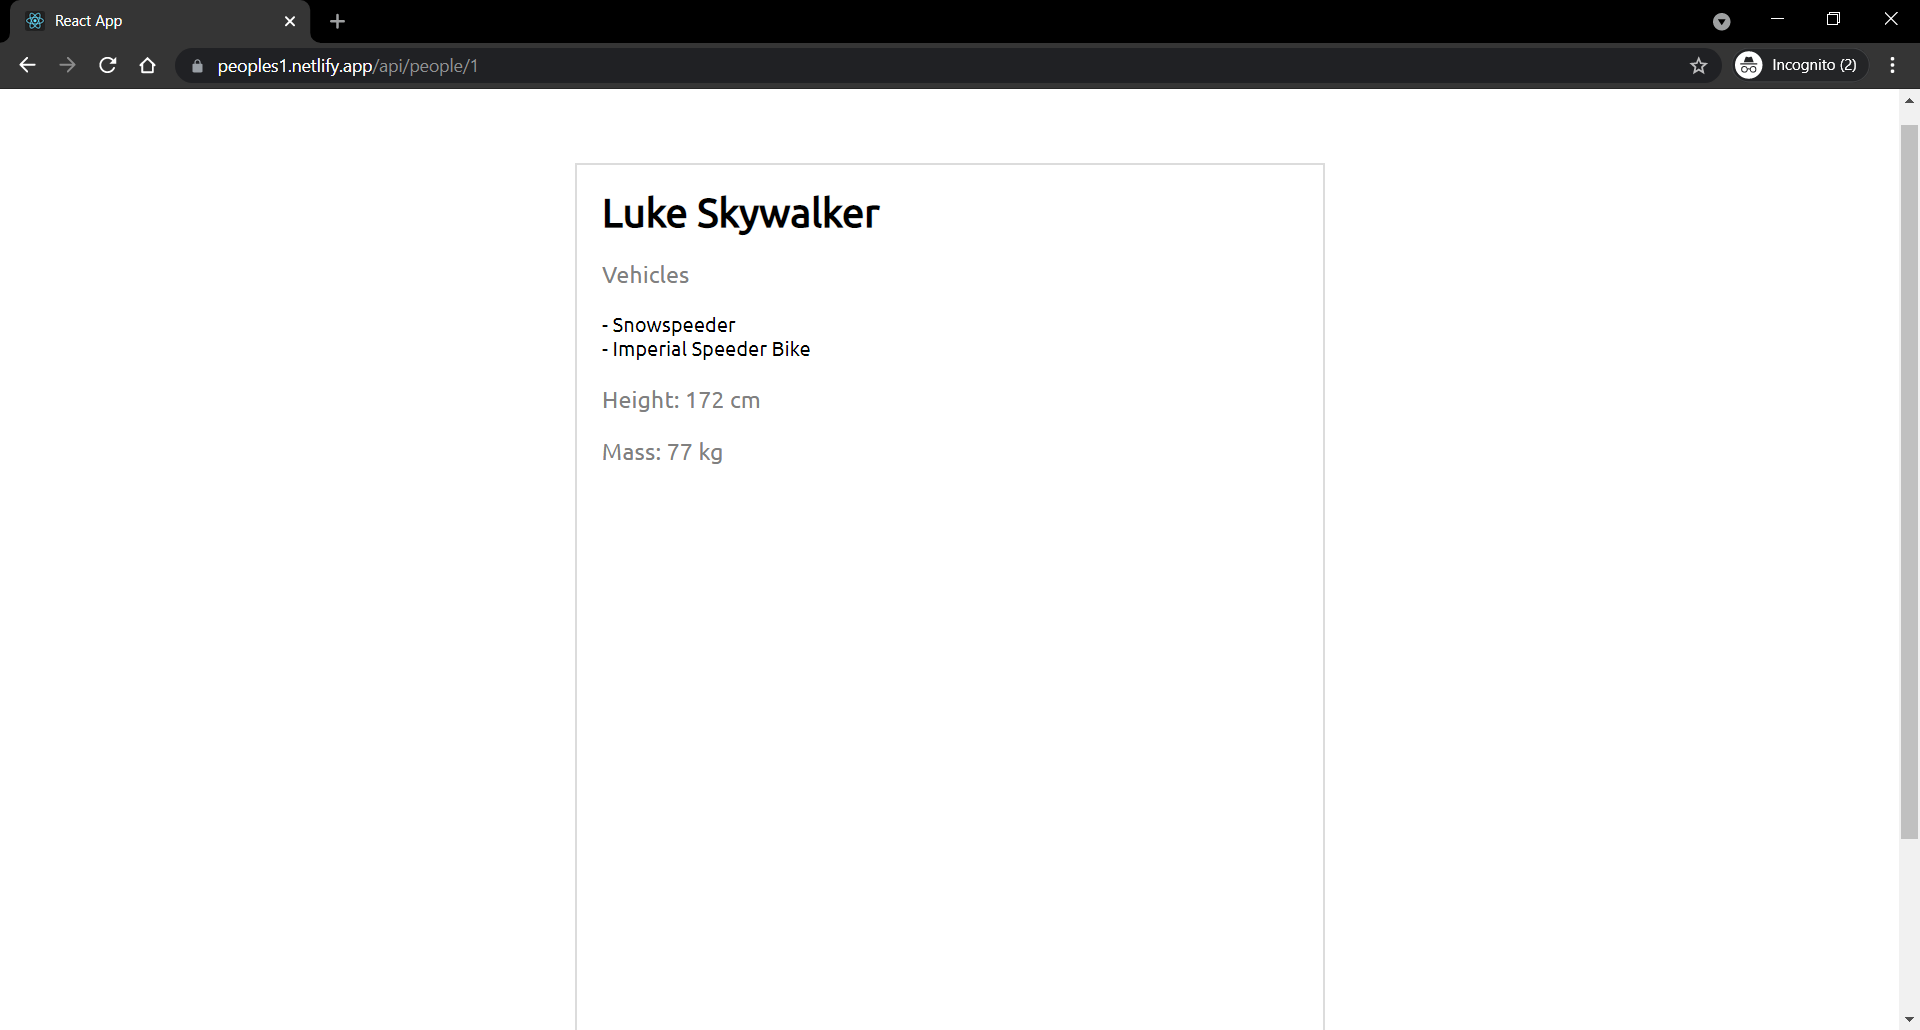 React App
peoples1.netlify.app/api/people/1
Incognito (2)
Luke Skywalker
Vehicles
- Snowspeeder
- Imperial Speeder Bike
Height: 172 cm
Mass: 77 kg